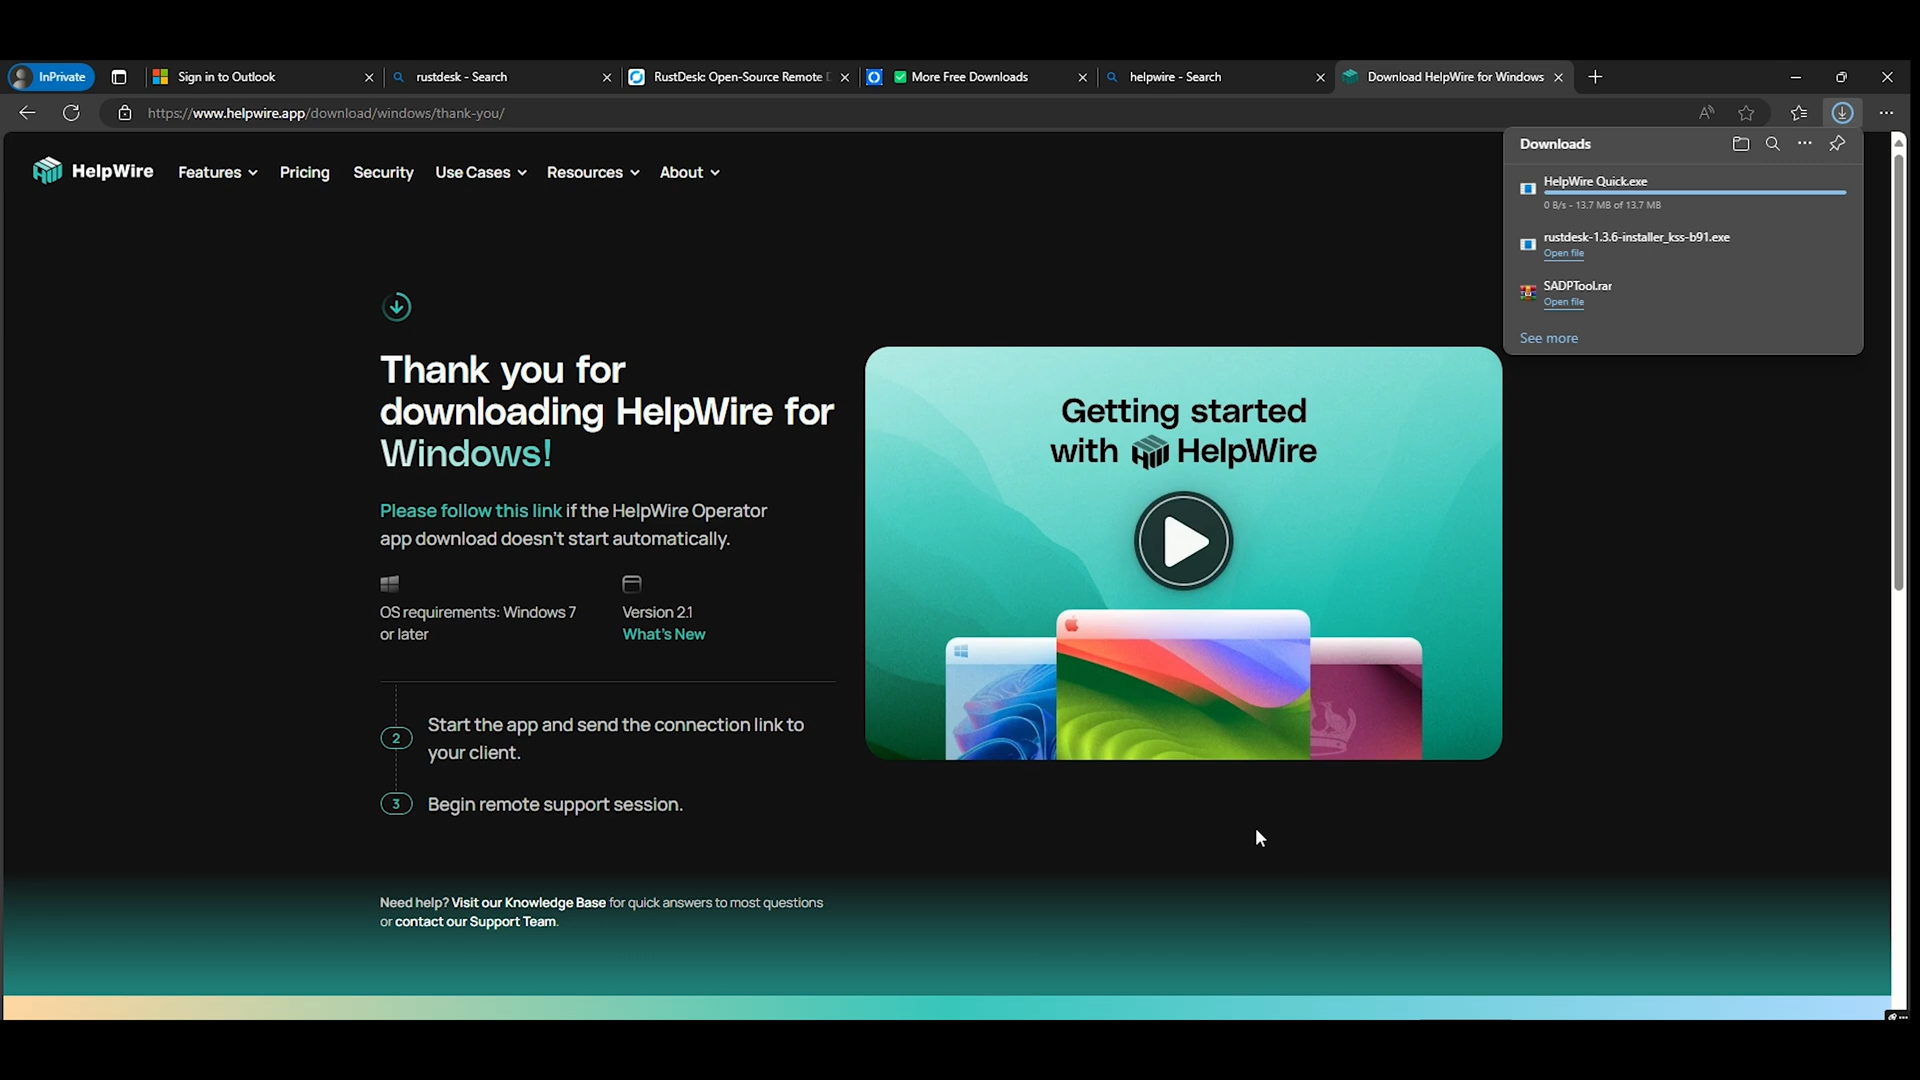 InPrivate
Sign in to Outlook
rustdesk - Search
RustDesk: Open-Source Remote D
More Free Downloads
helpwire - Search
Download HelpWire for Windows
https://www.helpwire.app/download/windows/thank-you/
Downloads
HelpWire Quick.exe
0 B/s - 13.7 MB of 13.7 MB
rustdesk-1.3.6-installer_kss-b91.exe
Open file
SADPTool.rar
Open file
See more
HelpWire
Features
Pricing
Security
Use Cases
Resources
About
Thank you for
downloading HelpWire for
Windows!
Please follow this link if the HelpWire Operator
app download doesn't start automatically.
OS requirements: Windows 7
or later
Version 2.1
What's New
2
Start the app and send the connection link to
your client.
3
Begin remote support session.
Getting started
with HelpWire
Need help? Visit our Knowledge Base for quick answers to most questions
or contact our Support Team.